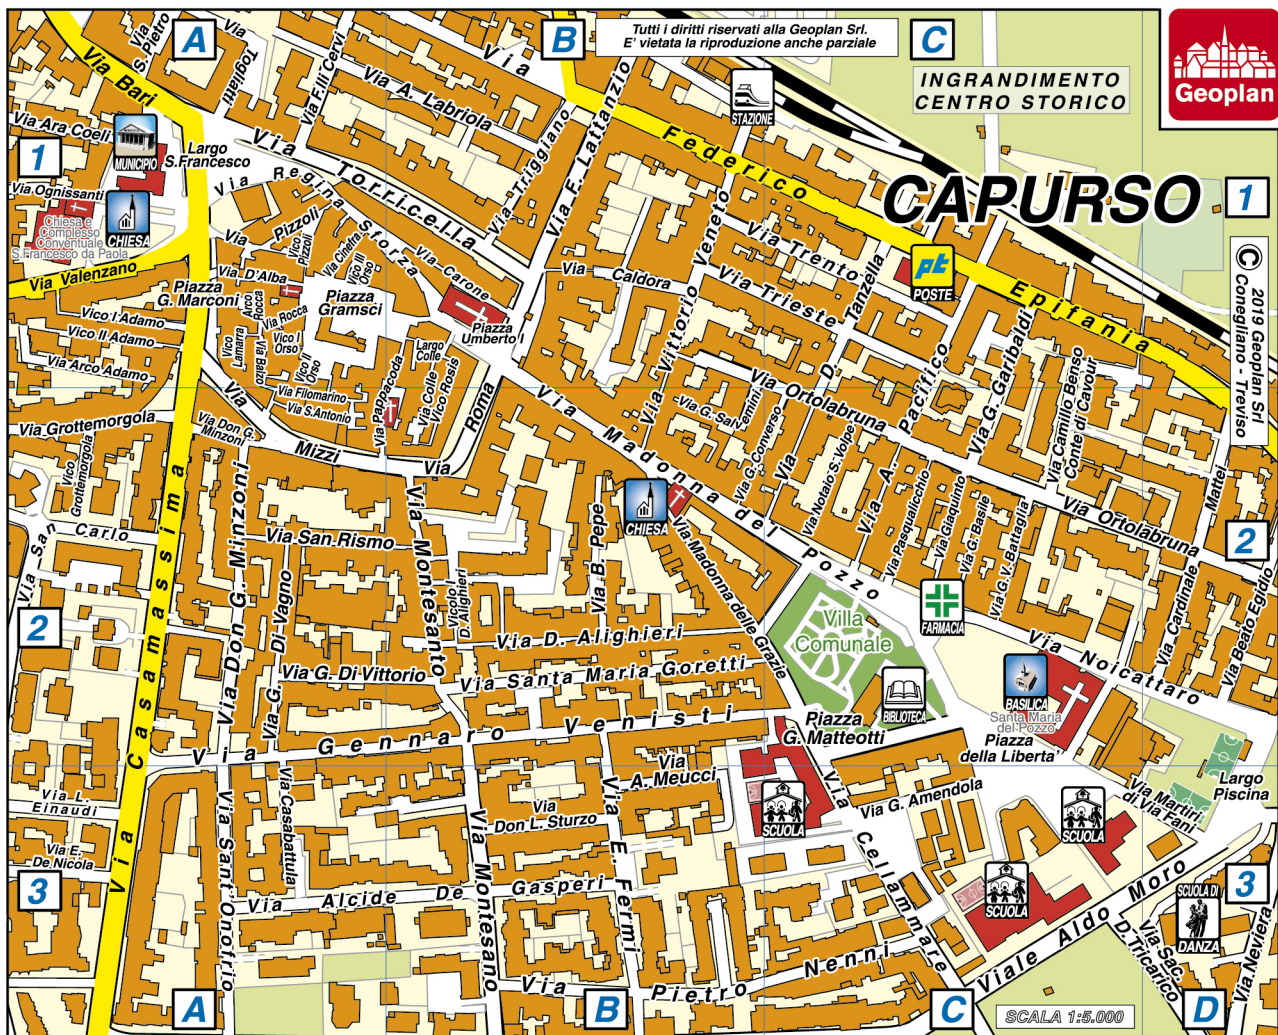 A
B
C
Tutti i diritti riservati alla Geoplan Srl.
E' vietata la riproduzione anche parziale
INGRANDIMENTO
CENTRO STORICO
Geoplan
CAPURSO
1
1
© 2019 Geoplan Srl
Conegliano - Treviso
Via Bari
Via
S. Pietro
Via
Togliatti
Via F.lli Cervi
Via
Via A. Labriola
Via Torricella
Via Triggiano
Via F. Lattanzio
STAZIONE
Federico
Epifania
Via Ara Coeli
MUNICIPIO
Largo
S.Francesco
Via Ognissanti
CHIESA
Chiesa e
Complesso
Conventuale
S.Francesco da Paola
Via Valenzano
Via Regina Sforza
Via Pizzoli
Vico
Pizzoli
Via Cinefra
Vico III
Orso
Via Carone
Via D'Alba
Piazza
G. Marconi
Arco
Rocca
Via Rocca
Piazza
Gramsci
Piazza
Umberto I
Vico I Adamo
Vico II Adamo
Via Arco Adamo
Vico
Lamarra
Via Balzo
Vico I
Orso
Vico II
Orso
Largo
Colle
Via Colle
Vico Rosis
Via Pappacoda
Via Filomarino
Via S.Antonio
Via Caldora
Via Vittorio Veneto
Via Trento
Via Trieste
Via D. Tanzella
POSTE
Via Ortolabruna
Via A. Pacifico
Via G. Garibaldi
Via Camillo Benso
Conte di Cavour
Via Grottemorgola
Vico
Grottemorgola
Via Don G.
Minzoni
Via Mizzi
Via Roma
Via Madonna del Pozzo
Via G. Salvemini
Via G. Converso
Via Notaio S. Volpe
Via Pasqualicchio
Via Giaquinto
Via G. Basile
Via G. V. Battaglia
Via Ortolabruna
Mattei
Via Cardinale
Via Beato Egidio
2
2
Via San Carlo
Via Casamassima
Via Don G. Minzoni
Via San Rismo
Via G. Di Vagno
Via Montesanto
Vicolo I
D. Alighieri
Via B. Pepe
CHIESA
Via Madonna delle Grazie
Via D. Alighieri
Via G. Di Vittorio
Via Santa Maria Goretti
Via Gennaro Venisti
Villa
Comunale
FARMACIA
BIBLIOTECA
BASILICA
Santa Maria
del Pozzo
Via Noicattaro
Piazza
G. Matteotti
Piazza
della Liberta'
Largo
Piscina
Via Martiri
di Via Fani
Via L.
Einaudi
Via E.
De Nicola
Via Sant'Onofrio
Via Casabattula
Via
A. Meucci
Via
Don L. Sturzo
Via E. Fermi
Via Montesano
SCUOLA
Via G. Amendola
Via Cellammare
SCUOLA
SCUOLA
3
3
Via Alcide De Gasperi
Via Pietro Nenni
Viale Aldo Moro
Via Sac.
D. Tricarico
SCUOLA DI
DANZA
Via Neviera
A
B
C
D
SCALA 1:5.000